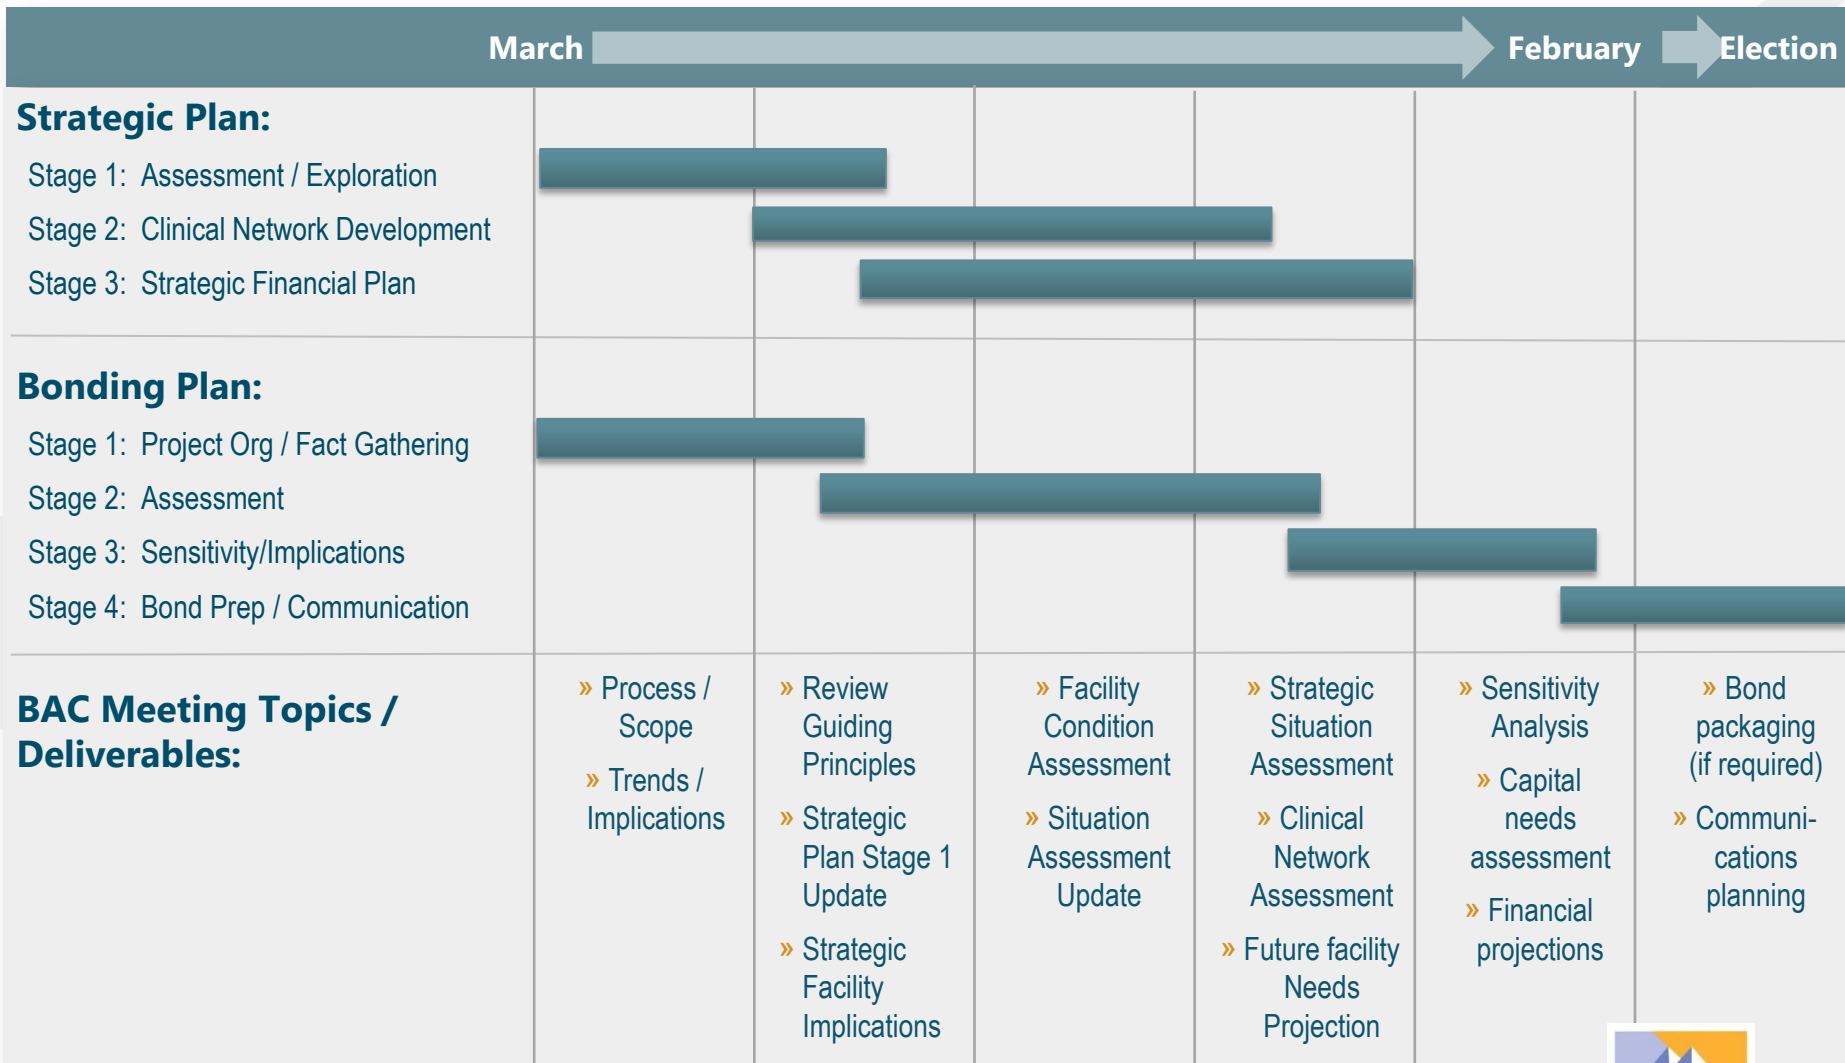 March February Election
Strategic Plan:
Stage 1: Assessment / Exploration
Stage 2: Clinical Network Development
Stage 3: Strategic Financial Plan
Bonding Plan:
Stage 1: Project Org / Fact Gathering
Stage 2: Assessment
Stage 3: Sensitivity/Implications
Stage 4: Bond Prep / Communication
BAC Meeting Topics /
Deliverables:
» Process /
Scope
» Trends /
Implications
» Review
Guiding
Principles
» Strategic
Plan Stage 1
Update
» Strategic
Facility
Implications
» Facility
Condition
Assessment
» Situation
Assessment
Update
» Strategic
Situation
Assessment
» Clinical
Network
Assessment
» Future facility
Needs
Projection
» Sensitivity
Analysis
» Capital
needs
assessment
» Financial
projections
» Bond
packaging
(if required)
» Communi-
cations
planning